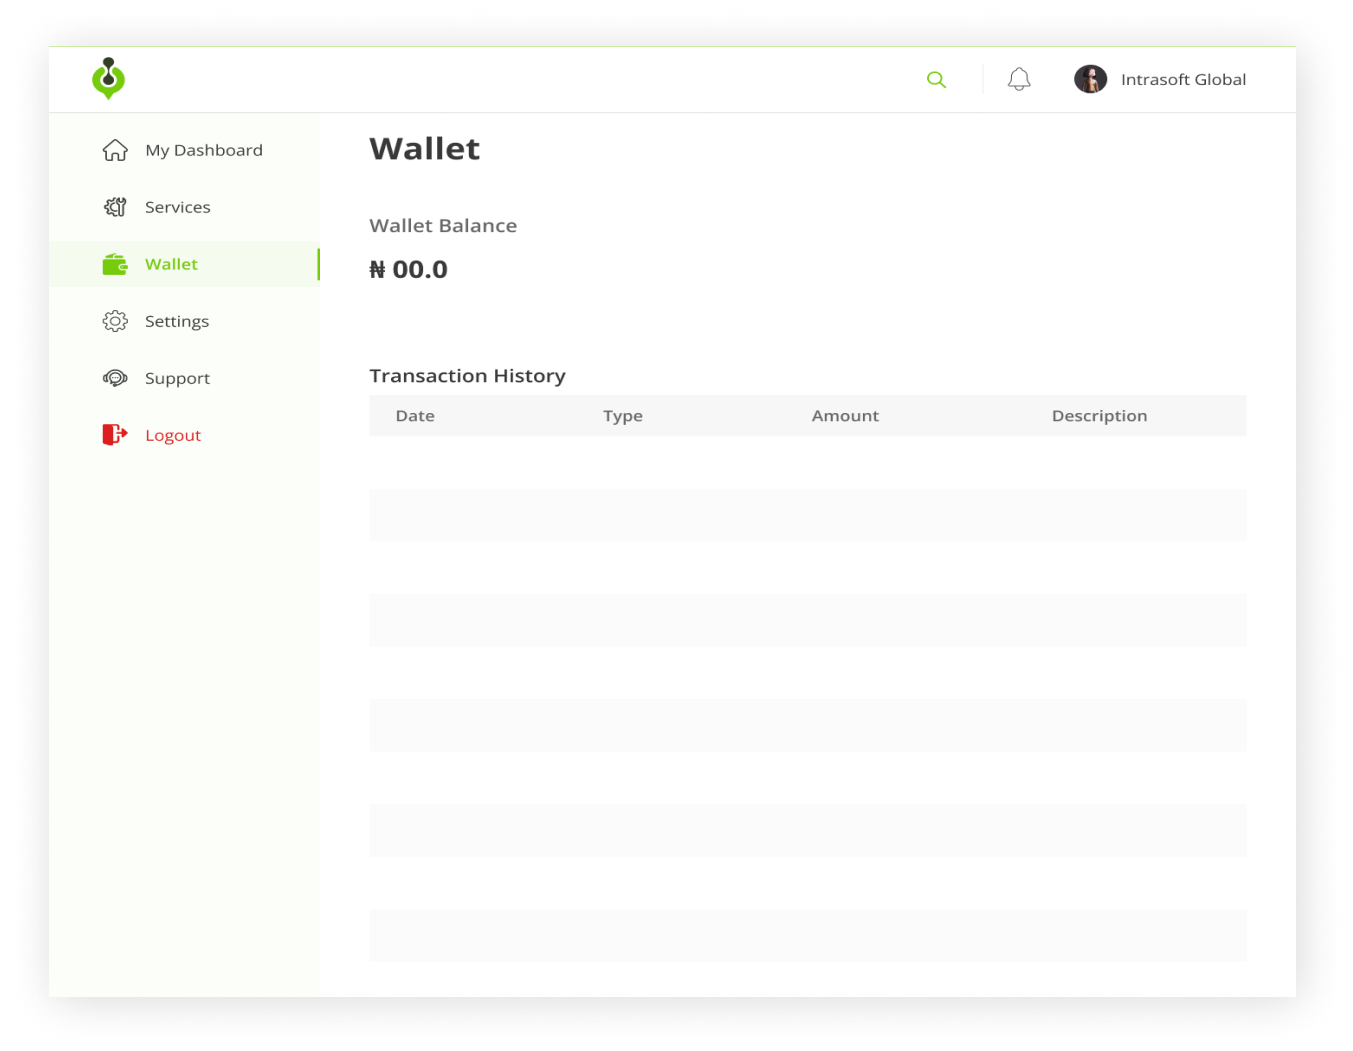 Intrasoft Global
My Dashboard
Services
Wallet
Settings
Support
Logout
Wallet
Wallet Balance
₦ 00.0
Transaction History
Date Type Amount Description